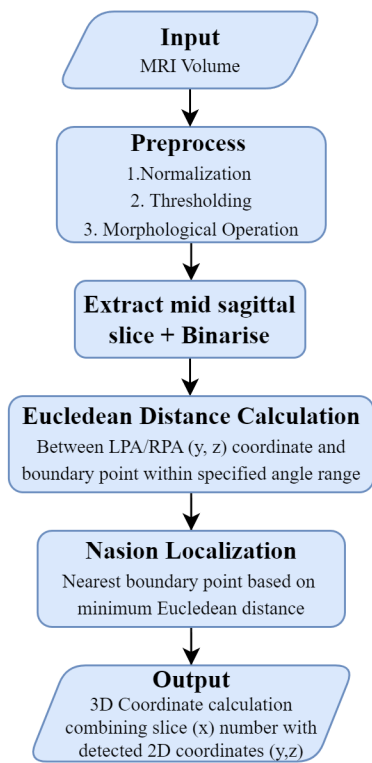 Input
MRI Volume
Preprocess
1.Normalization
2. Thresholding
3. Morphological Operation
Extract mid sagittal
slice + Binarise
Eucledean Distance Calculation
Between LPA/RPA (y, z) coordinate and
boundary point within specified angle range
Nasion Localization
Nearest boundary point based on
minimum Eucledean distance
Output
3D Coordinate calculation
combining slice (x) number with
detected 2D coordinates (y,z)